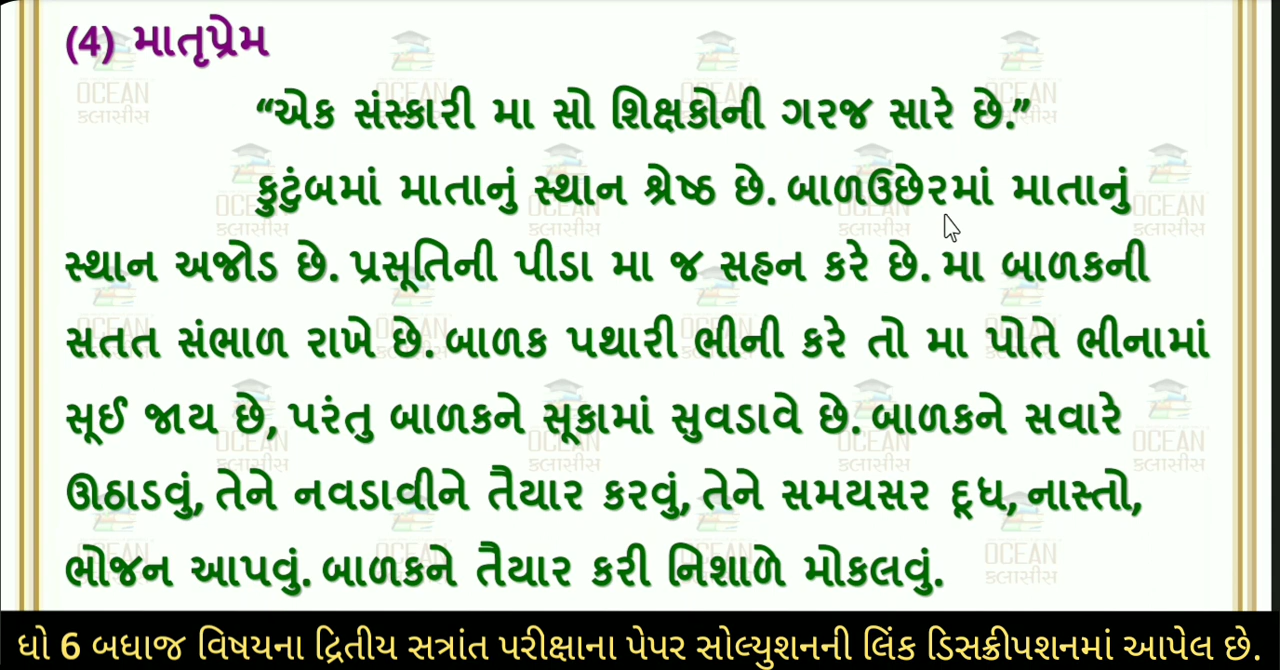 (4) માતૃપ્રેમ
“એક સંસ્કારી મા સો શિક્ષકોની ગરજ સારે છે.”
કુટુંબમાં માતાનું સ્થાન શ્રેષ્ઠ છે. બાળઉછેરમાં માતાનું
સ્થાન અજોડ છે. પ્રસૂતિની પીડા મા જ સહન કરે છે. મા બાળકની
સતત સંભાળ રાખે છે. બાળક પથારી ભીની કરે તો મા પોતે ભીનામાં
સૂઈ જાય છે, પરંતુ બાળકને સૂકામાં સુવડાવે છે. બાળકને સવારે
ઊઠાડવું, તેને નવડાવીને તૈયાર કરવું, તેને સમયસર દૂધ, નાસ્તો,
ભોજન આપવું. બાળકને તૈયાર કરી નિશાળે મોકલવું.
ધો 6 બધાજ વિષયના દ્રિતીય સત્રાંત પરીક્ષાના પેપર સોલ્યુશનની લિંક ડિસક્રીપશનમાં આપેલ છે.
OCEAN
ક્લાસીસ